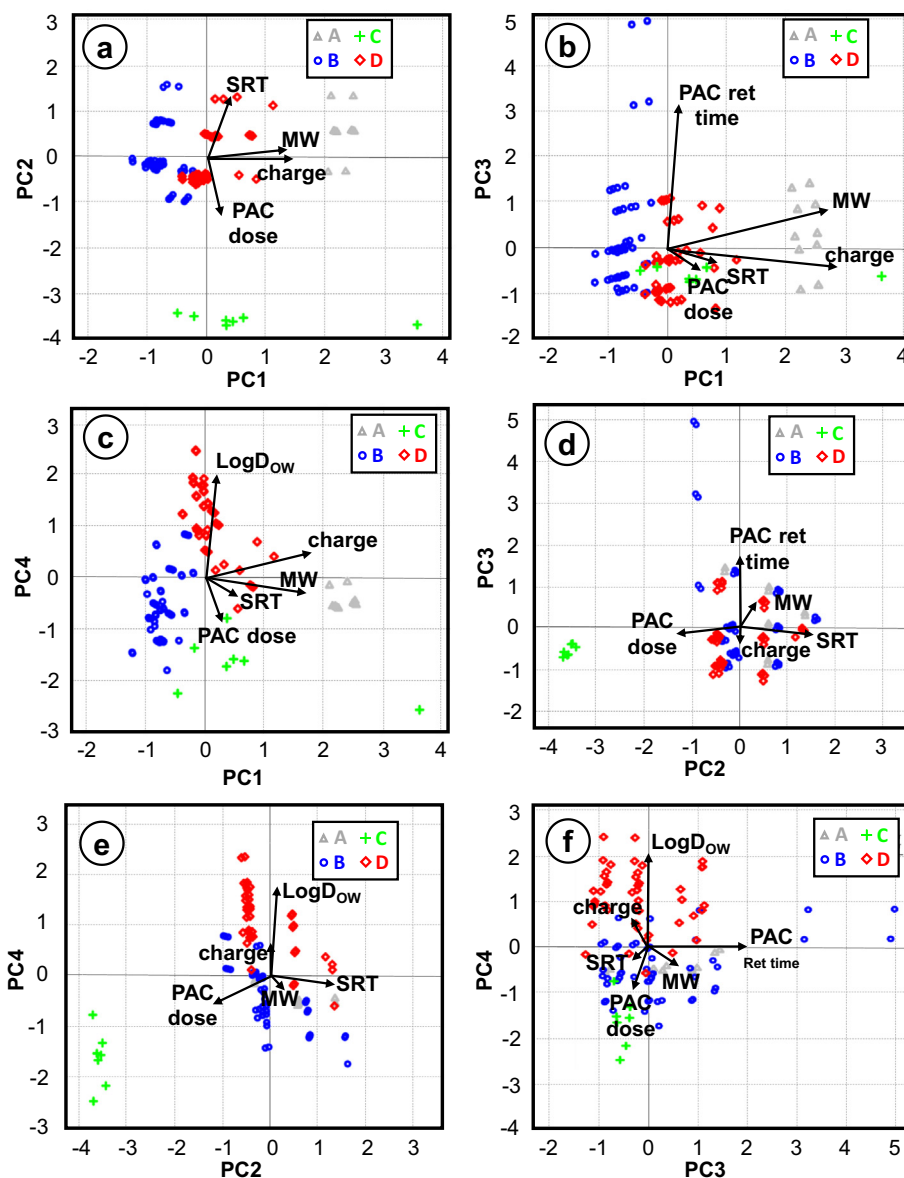 a
A C
B D
SRT
MW
charge
PAC
dose
PC2
3
2
1
0
-1
-2
-3
-4
-2 -1 0 1 2 3 4
PC1
b
A C
B D
PAC ret
time
MW
charge
SRT
PAC
dose
PC3
5
4
3
2
1
0
-1
-2
-2 -1 0 1 2 3 4
PC1
c
A C
B D
LogDOW
charge
MW
SRT
PAC dose
PC4
4
3
2
1
0
-1
-2
-3
-2 -1 0 1 2 3 4
PC1
d
A C
B D
PAC ret
time
MW
PAC
dose
SRT
charge
PC3
5
4
3
2
1
0
-1
-2
-4 -3 -2 -1 0 1 2 3
PC2
e
A C
B D
LogDOW
charge
SRT
PAC
dose
MW
PC4
3
2
1
0
-1
-2
-3
-4 -3 -2 -1 0 1 2 3
PC2
f
A C
B D
LogDOW
charge
PAC
Ret time
SRT
MW
PAC
dose
PC4
3
2
1
0
-1
-2
-3
-4
-2 -1 0 1 2 3 4 5
PC3